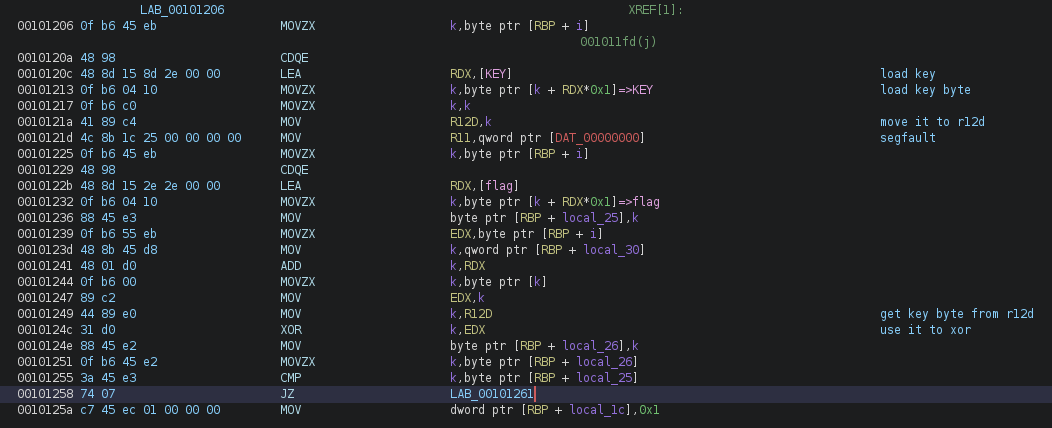 LAB_00101206 XREF[1]:
00101206 0f b6 45 eb MOVZX k,byte ptr [RBP + i]
001011fd(j)
0010120a 48 98 CDQE
0010120c 48 8d 15 8d 2e 00 00 LEA RDX,[KEY] load key
00101213 0f b6 04 10 MOVZX k,byte ptr [k + RDX*0x1]=>KEY load key byte
00101217 0f b6 c0 MOVZX k,k
0010121a 41 89 c4 MOV R12D,k move it to r12d
0010121d 4c 8b 1c 25 00 00 00 00 MOV R11,qword ptr [DAT_00000000] segfault
00101225 0f b6 45 eb MOVZX k,byte ptr [RBP + i]
00101229 48 98 CDQE
0010122b 48 8d 15 2e 2e 00 00 LEA RDX,[flag]
00101232 0f b6 04 10 MOVZX k,byte ptr [k + RDX*0x1]=>flag
00101236 88 45 e3 MOV byte ptr [RBP + local_25],k
00101239 0f b6 55 eb MOVZX EDX,byte ptr [RBP + i]
0010123d 48 8b 45 d8 MOV k,qword ptr [RBP + local_30]
00101241 48 01 d0 ADD k,RDX
00101244 0f b6 00 MOVZX k,byte ptr [k]
00101247 89 c2 MOV EDX,k
00101249 44 89 e0 MOV k,R12D get key byte from r12d
0010124c 31 d0 XOR k,EDX use it to xor
0010124e 88 45 e2 MOV byte ptr [RBP + local_26],k
00101251 0f b6 45 e2 MOVZX k,byte ptr [RBP + local_26]
00101255 3a 45 e3 CMP k,byte ptr [RBP + local_25]
00101258 74 07 JZ LAB_00101261
0010125a c7 45 ec 01 00 00 00 MOV dword ptr [RBP + local_1c],0x1